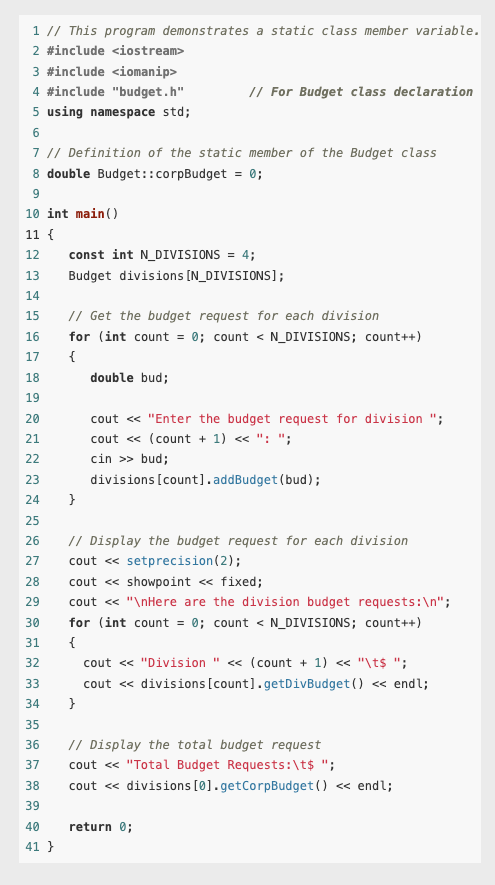 1 // This program demonstrates a static class member variable.
2 #include <iostream>
3 #include <iomanip>
4 #include "budget.h"         // For Budget class declaration
5 using namespace std;
6
7 // Definition of the static member of the Budget class
8 double Budget::corpBudget = 0;
9
10 int main()
11 {
12    const int N_DIVISIONS = 4;
13    Budget divisions[N_DIVISIONS];
14
15    // Get the budget request for each division
16    for (int count = 0; count < N_DIVISIONS; count++)
17    {
18       double bud;
19
20       cout << "Enter the budget request for division ";
21       cout << (count + 1) << ": ";
22       cin >> bud;
23       divisions[count].addBudget(bud);
24    }
25
26    // Display the budget request for each division
27    cout << setprecision(2);
28    cout << showpoint << fixed;
29    cout << "\nHere are the division budget requests:\n";
30    for (int count = 0; count < N_DIVISIONS; count++)
31    {
32      cout << "Division " << (count + 1) << "\t$ ";
33      cout << divisions[count].getDivBudget() << endl;
34    }
35
36    // Display the total budget request
37    cout << "Total Budget Requests:\t$ ";
38    cout << divisions[0].getCorpBudget() << endl;
39
40    return 0;
41 }